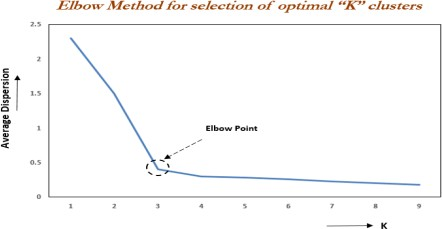 Elbow Method for selection of optimal “K” clusters
2.5
2
1.5
1
0.5
0
Average Dispersion
Elbow Point
1 2 3 4 5 6 7 8 9
K